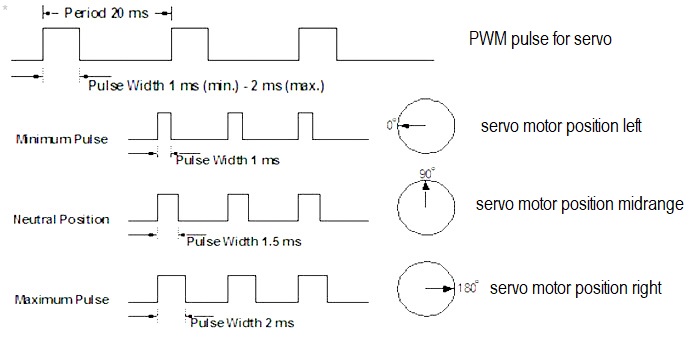 Period 20 ms
PWM pulse for servo
Pulse Width 1 ms (min.) - 2 ms (max.)
Minimum Pulse
Pulse Width 1 ms
0°
servo motor position left
90°
Neutral Position
Pulse Width 1.5 ms
servo motor position midrange
Maximum Pulse
Pulse Width 2 ms
180°
servo motor position right